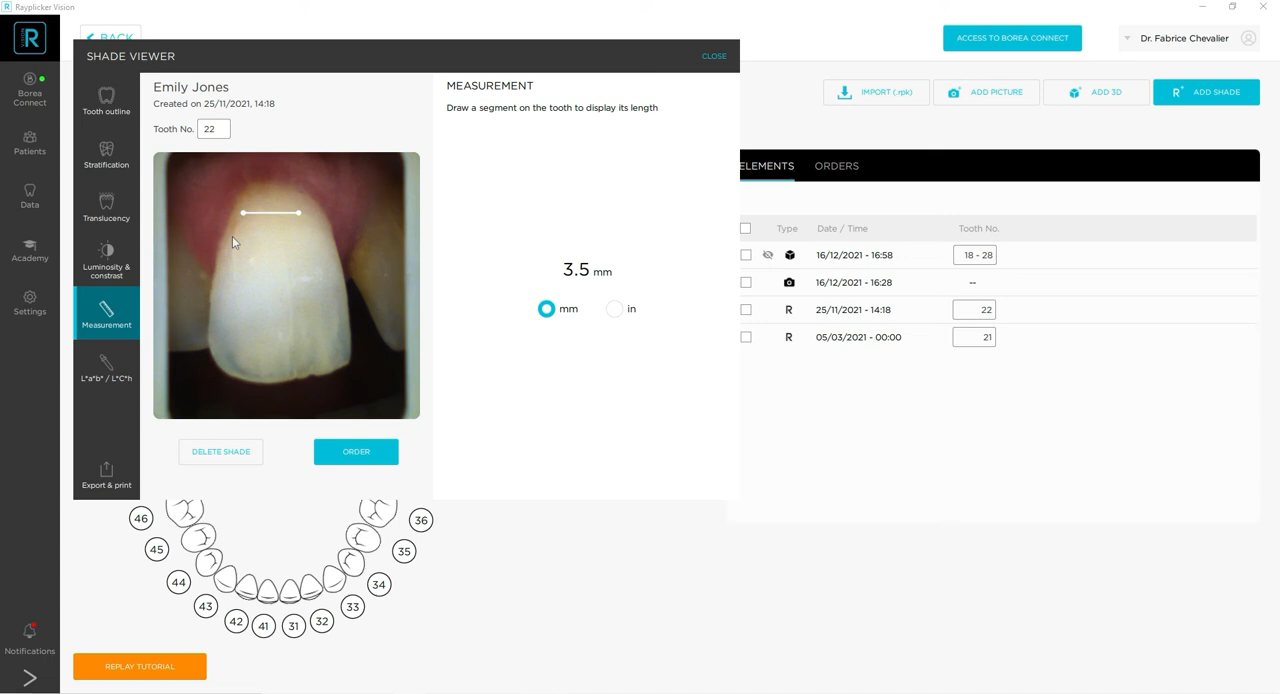 Rayplicker Vision
BACK
ACCESS TO BOREA CONNECT
Dr. Fabrice Chevalier
SHADE VIEWER
CLOSE
Borea
Connect
Patients
Data
Academy
Settings
Notifications
Tooth outline
Stratification
Translucency
Luminosity &
constrast
Measurement
L*a*b* / L*C*h
Export & print
Emily Jones
Created on 25/11/2021, 14:18
Tooth No. 22
DELETE SHADE
ORDER
MEASUREMENT
Draw a segment on the tooth to display its length
3.5 mm
mm in
IMPORT (.rpk)
ADD PICTURE
ADD 3D
R+ ADD SHADE
ELEMENTS ORDERS
Type Date / Time Tooth No.
16/12/2021 - 16:58 18 - 28
16/12/2021 - 16:28 --
R 25/11/2021 - 14:18 22
R 05/03/2021 - 00:00 21
46 36
45 35
44 34
43 33
42 41 31 32
REPLAY TUTORIAL